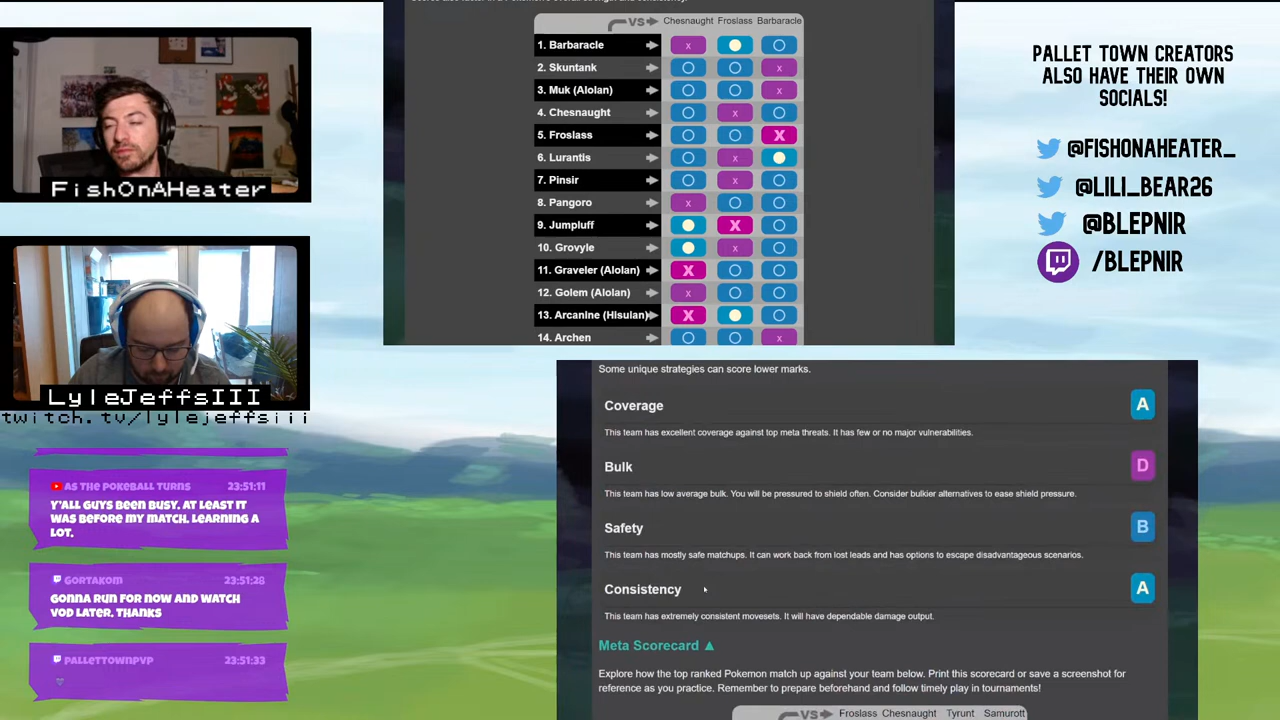 VS Chesnaught Froslass Barbaracle
1. Barbaracle x
2. Skuntank x
3. Muk (Alolan) x
4. Chesnaught x
5. Froslass X
6. Lurantis x
7. Pinsir x
8. Pangoro x
9. Jumpluff X
10. Grovyle x
11. Graveler (Alolan) X
12. Golem (Alolan) x
13. Arcanine (Hisuian) X
14. Archen x
FishOnAHeater
LyleJeffsIII
twitch.tv/lylejeffsiii
AS THE POKEBALL TURNS 23:51:11
Y'ALL GUYS BEEN BUSY. AT LEAST IT
WAS BEFORE MY MATCH. LEARNING A
LOT.
GORTAKOM 23:51:28
GONNA RUN FOR NOW AND WATCH
VOD LATER. THANKS
PALLETTOWNPVP 23:51:33
PALLET TOWN CREATORS
ALSO HAVE THEIR OWN
SOCIALS!
@FISHONAHEATER_
@LILI_BEAR26
@BLEPNIR
/BLEPNIR
Some unique strategies can score lower marks.
Coverage A
This team has excellent coverage against top meta threats. It has few or no major vulnerabilities.
Bulk D
This team has low average bulk. You will be pressured to shield often. Consider bulkier alternatives to ease shield pressure.
Safety B
This team has mostly safe matchups. It can work back from lost leads and has options to escape disadvantageous scenarios.
Consistency A
This team has extremely consistent movesets. It will have dependable damage output.
Meta Scorecard ▲
Explore how the top ranked Pokemon match up against your team below. Print this scorecard or save a screenshot for
reference as you practice. Remember to prepare beforehand and follow timely play in tournaments!
VS Froslass Chesnaught Tyrunt Samurott